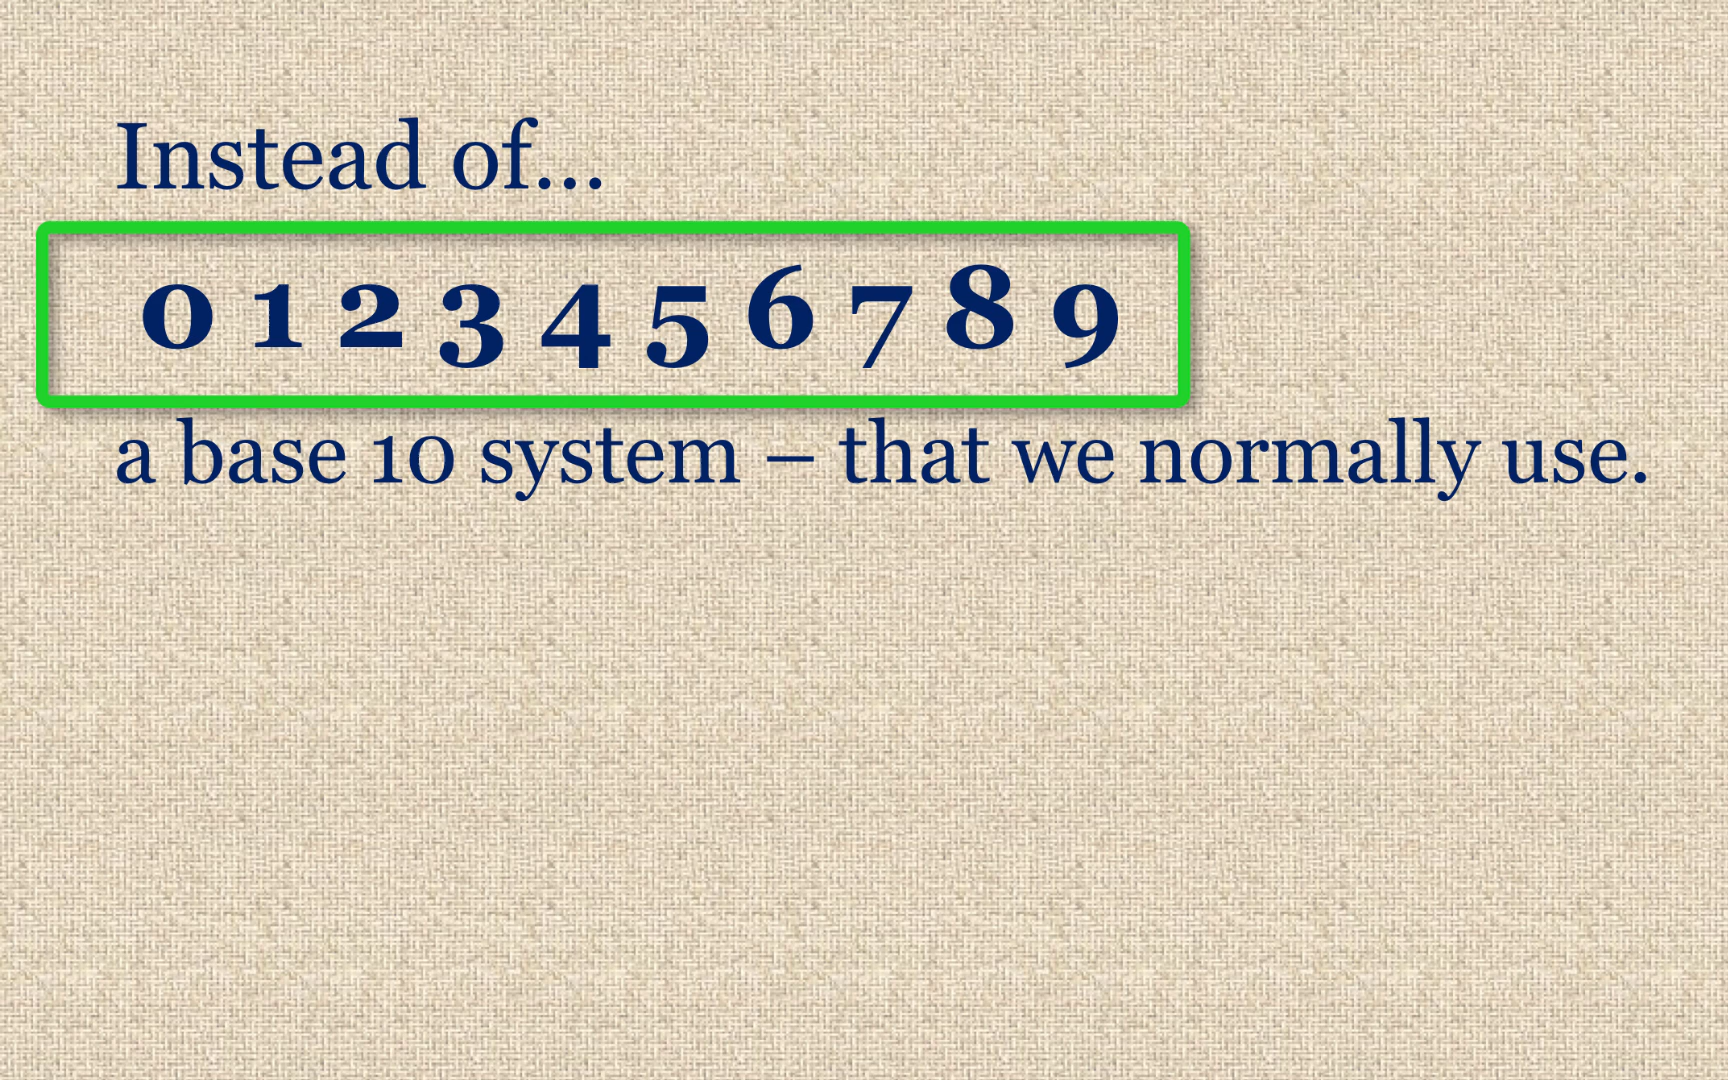 Instead of...
0 1 2 3 4 5 6 7 8 9
a base 10 system – that we normally use.